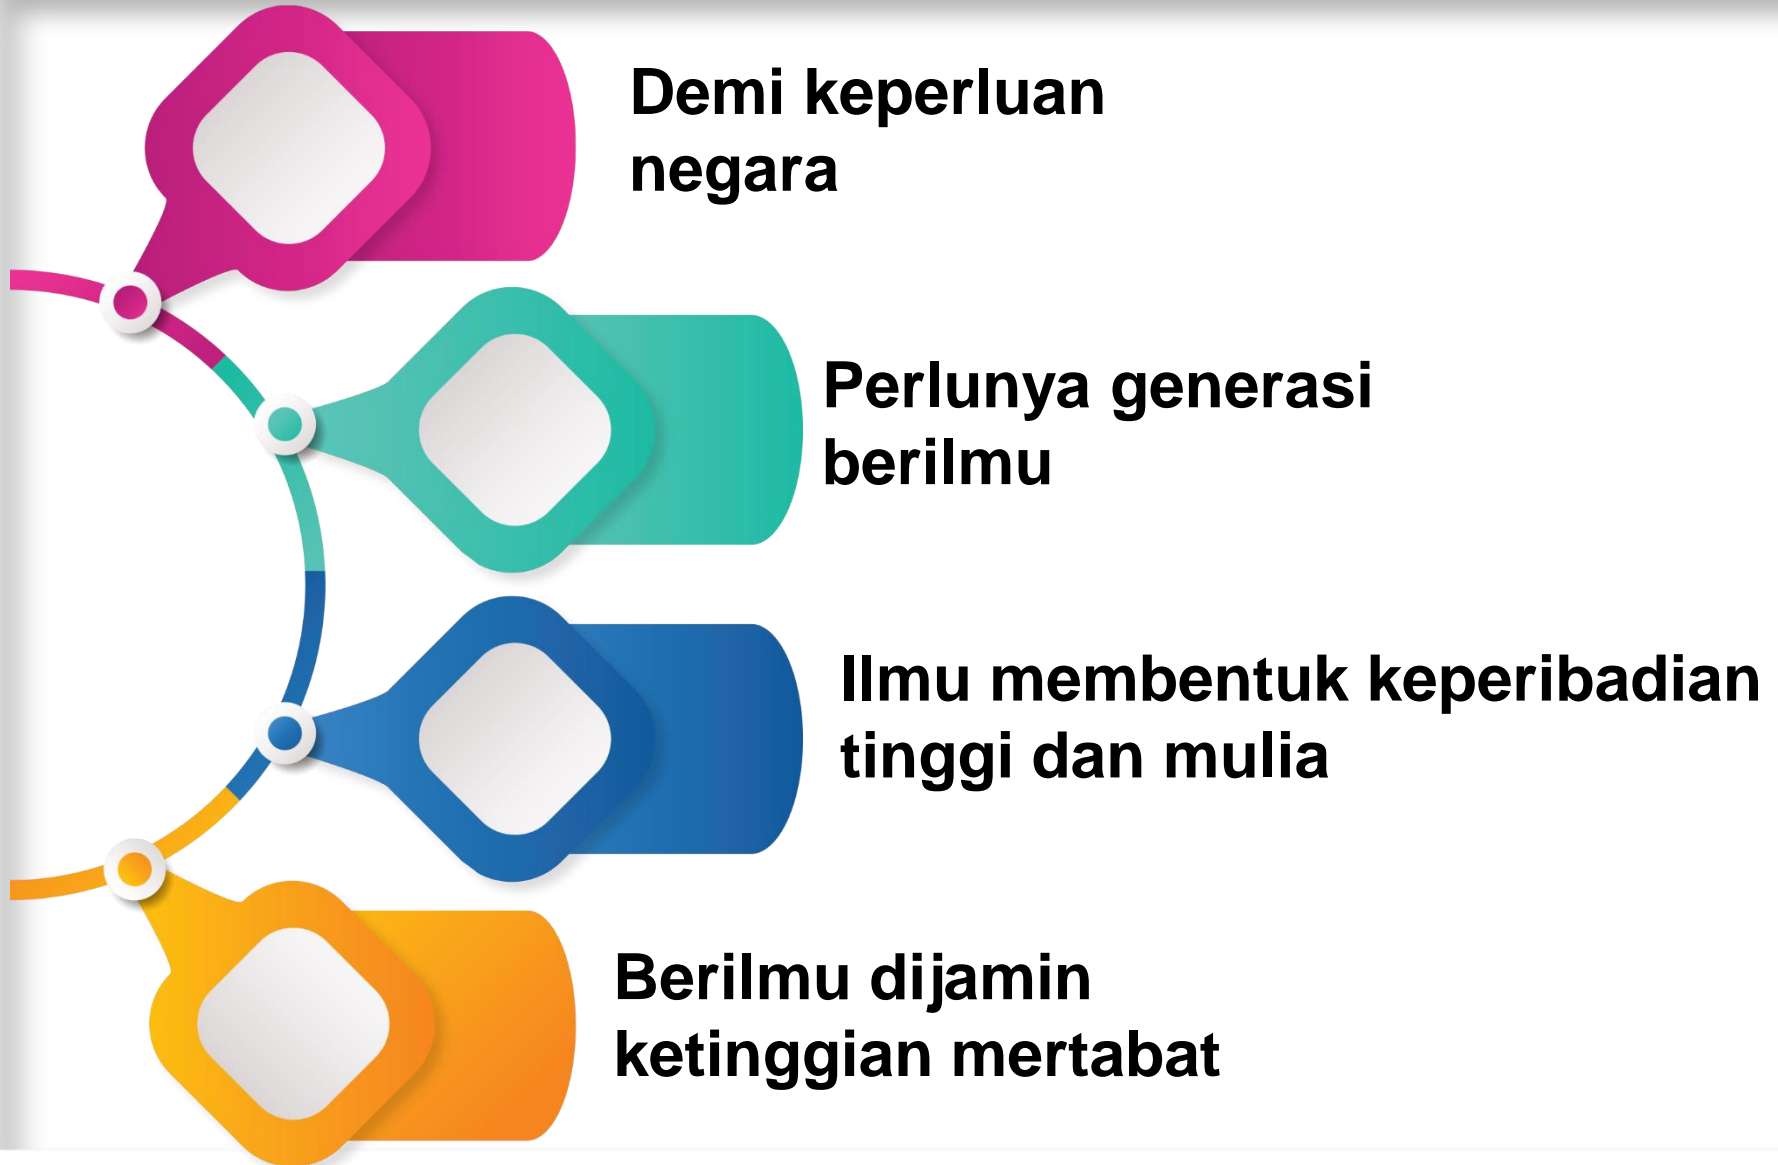 Demi keperluan
negara
Perlunya generasi
berilmu
Ilmu membentuk keperibadian
tinggi dan mulia
Berilmu dijamin
ketinggian mertabat